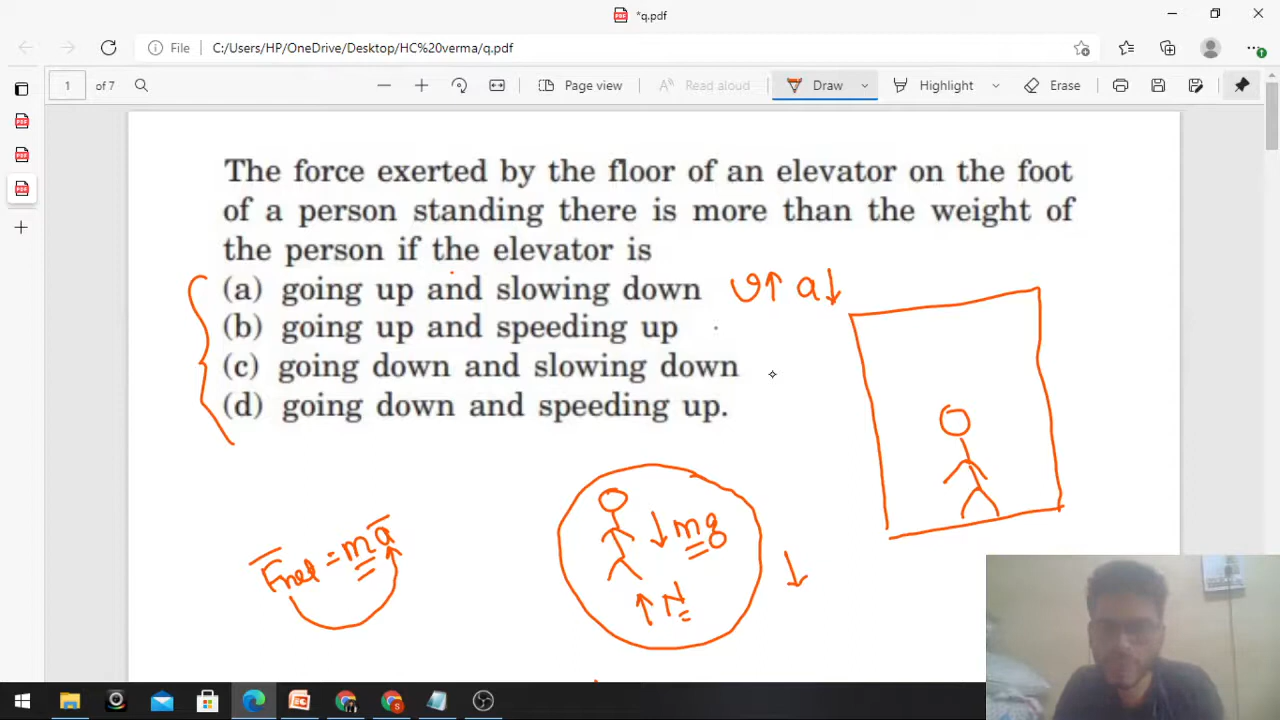 *q.pdf
File C:/Users/HP/OneDrive/Desktop/HC%20verma/q.pdf
1 of 7 Page view Read aloud Draw Highlight Erase
The force exerted by the floor of an elevator on the foot
of a person standing there is more than the weight of
the person if the elevator is
(a) going up and slowing down v↑ a↓
(b) going up and speeding up
(c) going down and slowing down
(d) going down and speeding up.
F̅net = ma̅
↓ mg
↑ N
↓